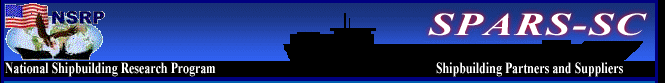 NSRP
SPARS-SC
National Shipbuilding Research Program
Shipbuilding Partners and Suppliers